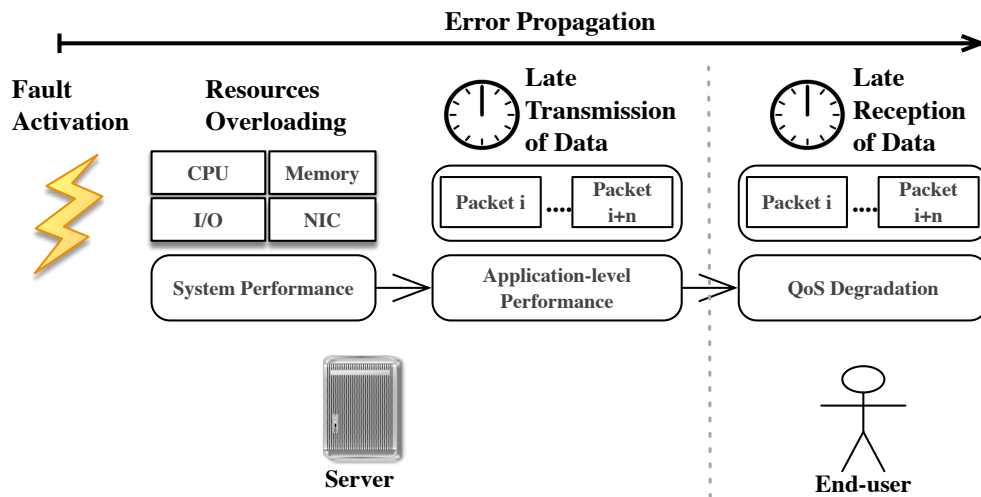 Error Propagation
Fault
Activation
Resources
Overloading
Late
Transmission
of Data
Late
Reception
of Data
CPU
Memory
I/O
NIC
Packet i
....
Packet
i+n
Packet i
....
Packet
i+n
System Performance
Application-level
Performance
QoS Degradation
Server
End-user